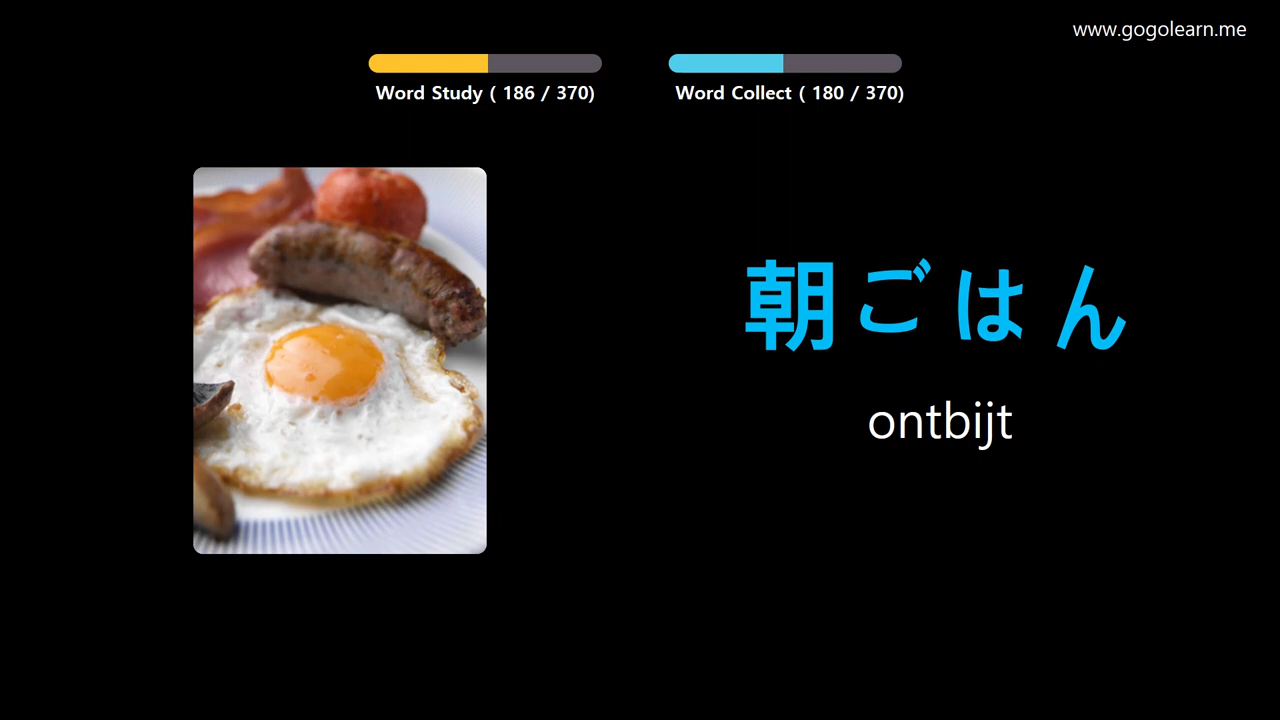 www.gogolearn.me
Word Study ( 186 / 370)
Word Collect ( 180 / 370)
朝ごはん
ontbijt